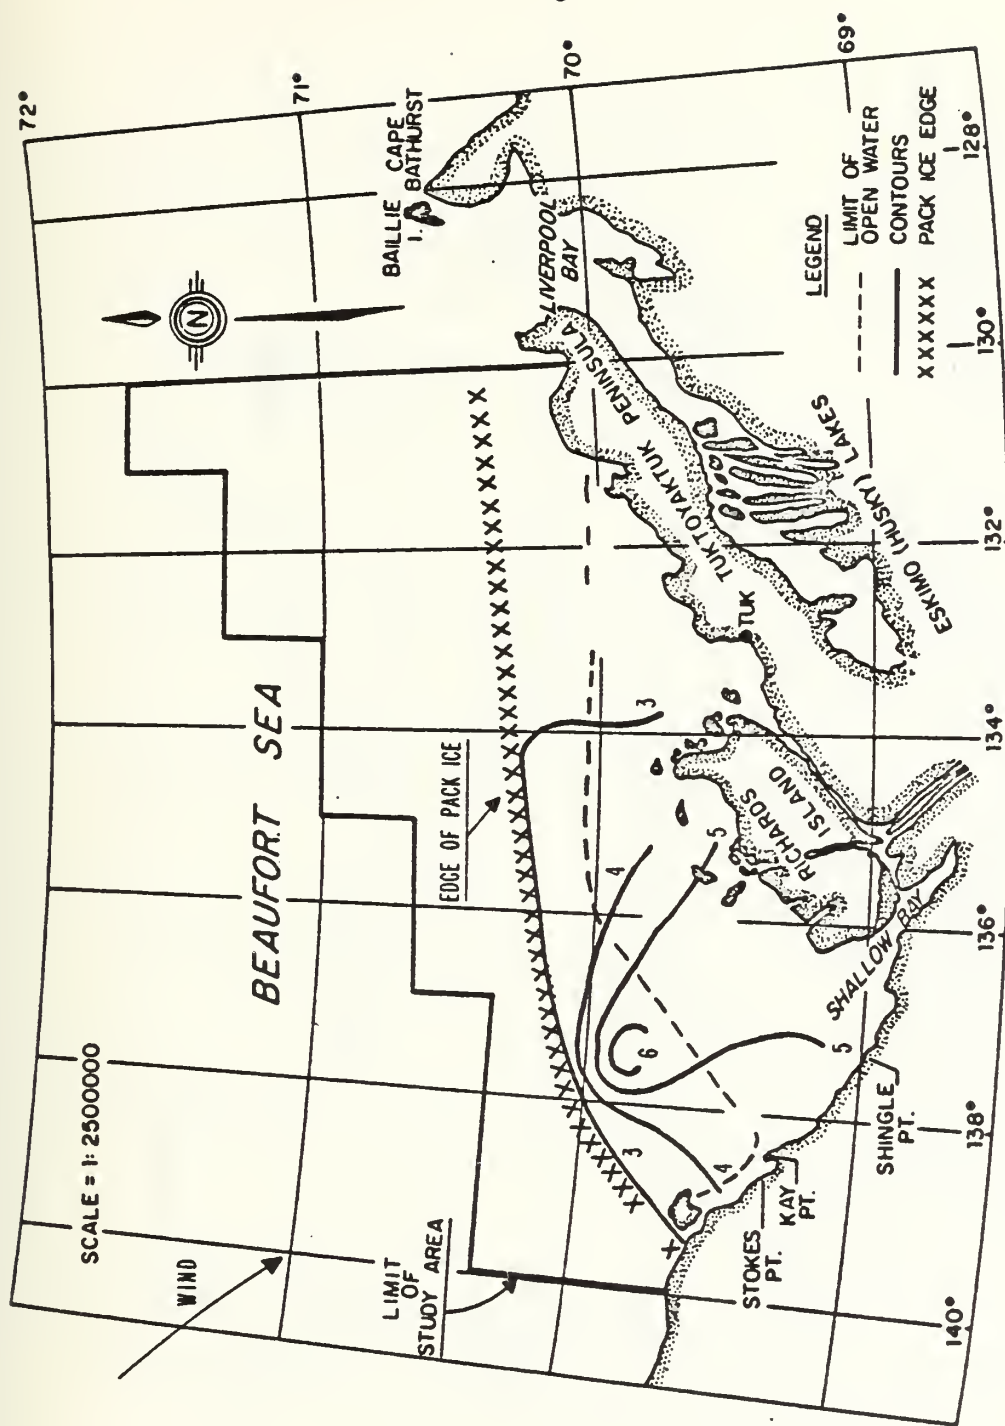 72°
71°
70°
69°
SCALE = 1: 2500000
WIND
BEAUFORT SEA
N
BAILLIE
I.
CAPE
BATHURST
LIMIT
OF
STUDY AREA
EDGE OF PACK ICE
3
4
5
6
3
4
5
LIVERPOOL
BAY
TUKTOYAKTUK PENINSULA
TUK
ESKIMO (HUSKY) LAKES
RICHARDS
ISLAND
SHALLOW BAY
SHINGLE
PT.
KAY
PT.
STOKES
PT.
LEGEND
LIMIT OF
OPEN WATER
CONTOURS
XXXXXX PACK ICE EDGE
140°
138°
136°
134°
132°
130°
128°